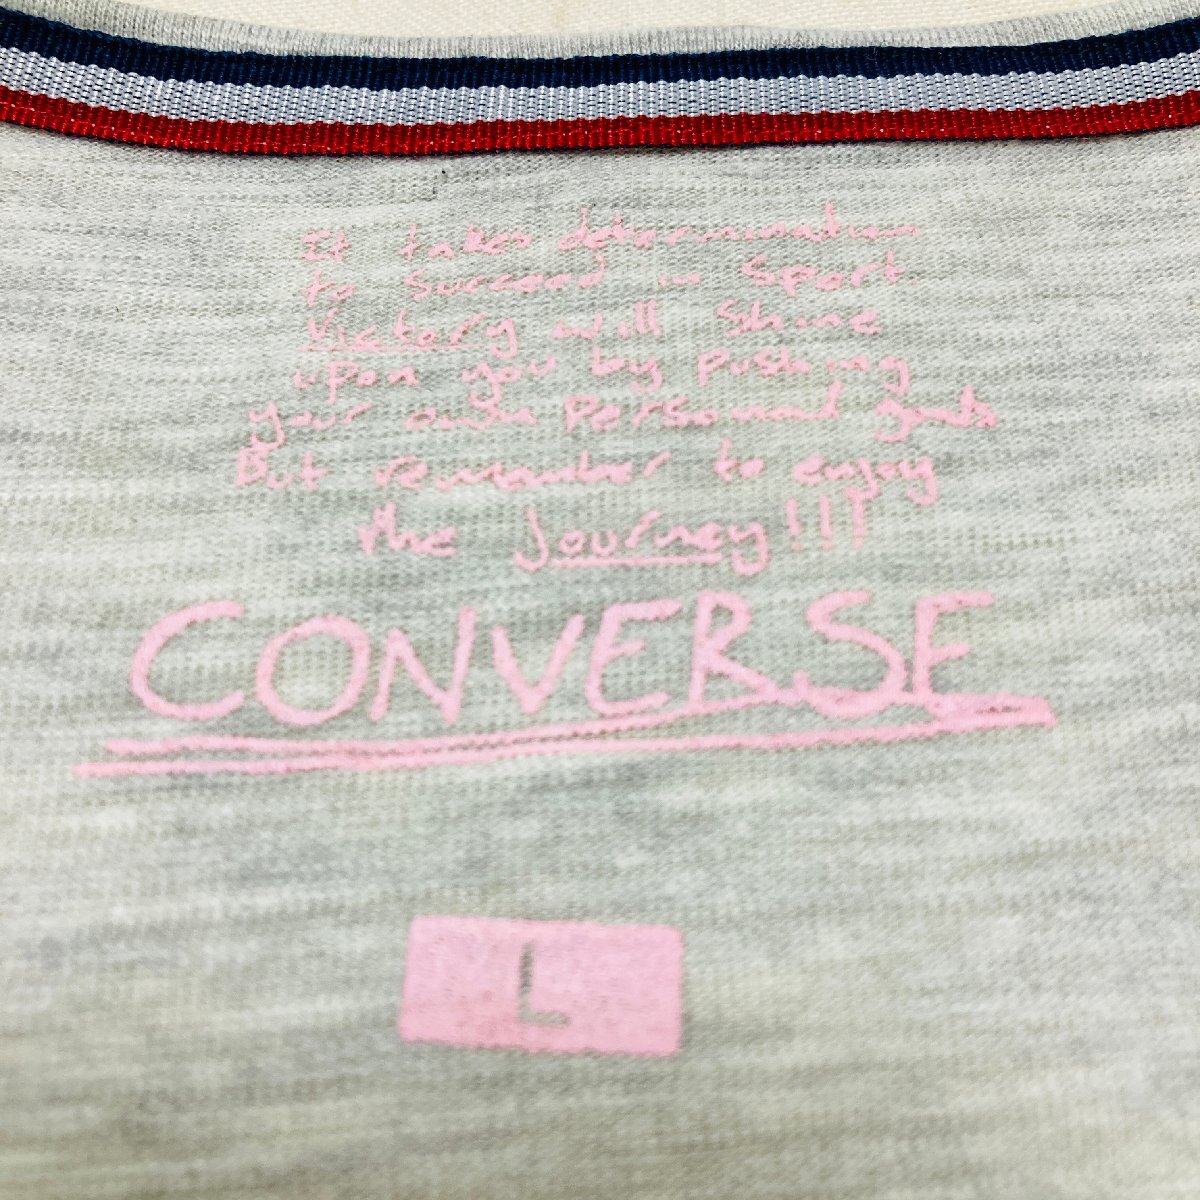 It takes determination
to Succeed in Sport.
Victory will Shine
upon you by pushing
your own Personal goals
But remember to enjoy
the Journey!!!
CONVERSE
L